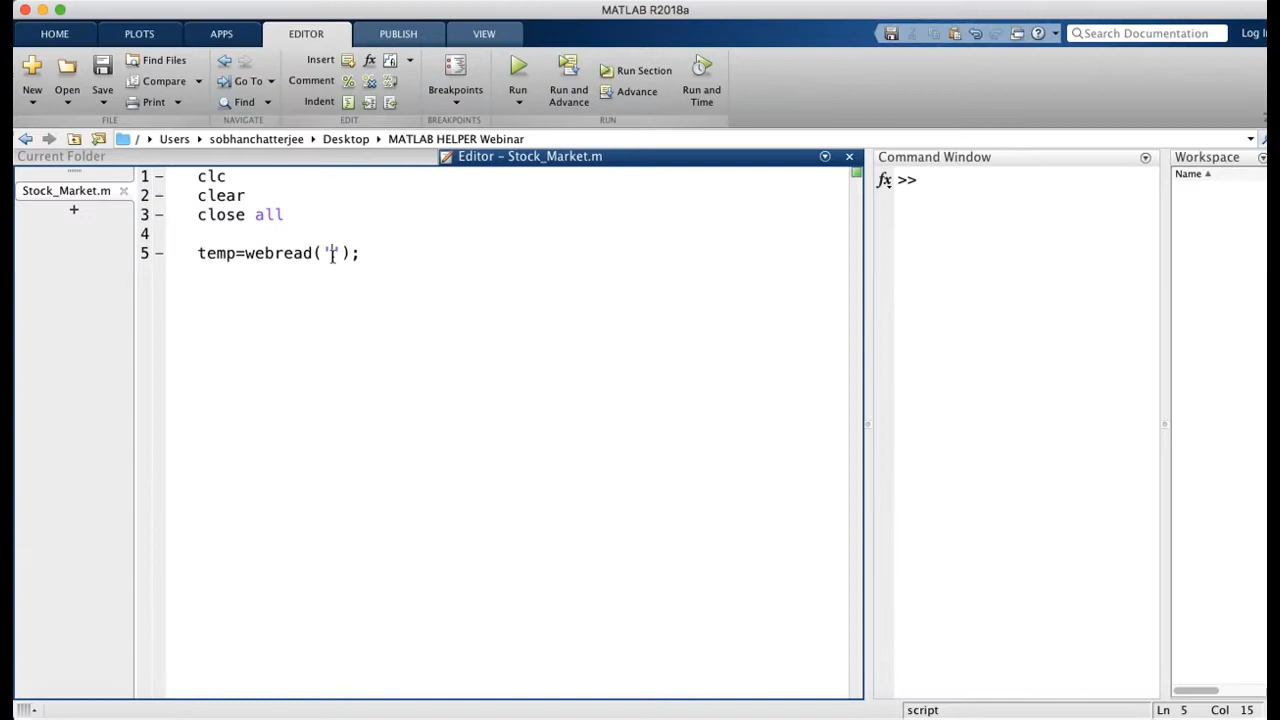 MATLAB R2018a
HOME PLOTS APPS EDITOR PUBLISH VIEW Search Documentation Log I
New Open Save Find Files Compare Print
Go To Find
Insert fx Comment % Indent
Breakpoints
Run Run and Advance Run Section Advance Run and Time
FILE NAVIGATE EDIT BREAKPOINTS RUN
/ Users sobhanchatterjee Desktop MATLAB HELPER Webinar
Current Folder
Editor - Stock_Market.m
Command Window
Workspace
Stock_Market.m
+
1 - clc
2 - clear
3 - close all
4
5 - temp=webread('');
fx >>
Name
script
Ln 5 Col 15